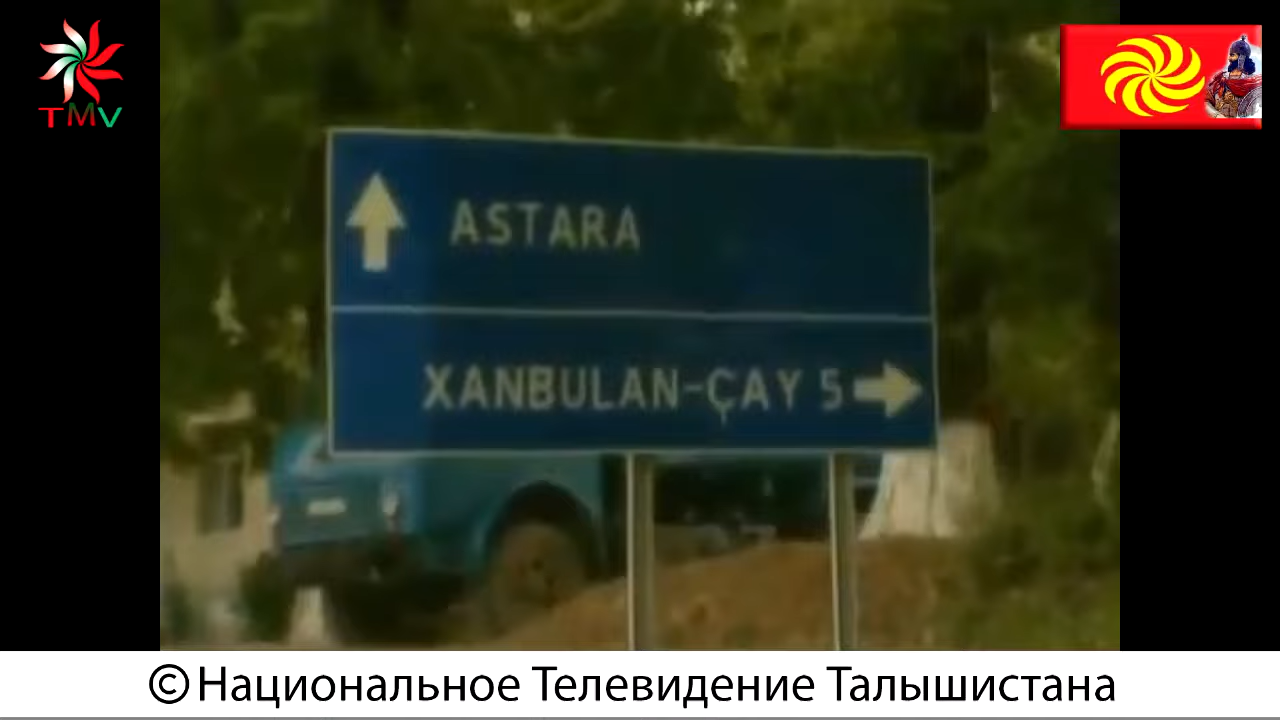 TMV
ASTARA
XANBULAN-ÇAY 5
©Национальное Телевидение Талышистана